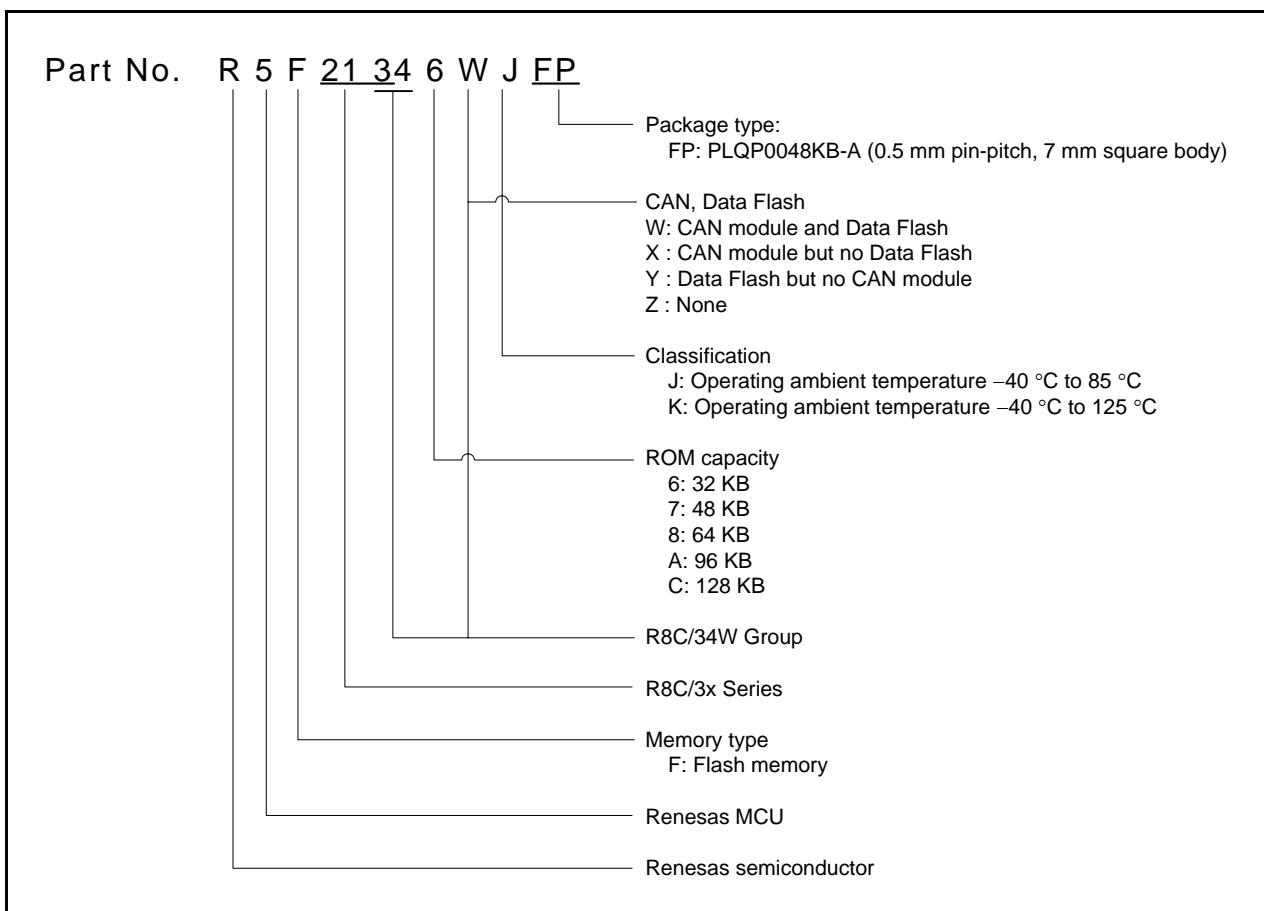 Part No. R 5 F 21 34 6 W J FP
Package type:
FP: PLQP0048KB-A (0.5 mm pin-pitch, 7 mm square body)
CAN, Data Flash
W: CAN module and Data Flash
X : CAN module but no Data Flash
Y : Data Flash but no CAN module
Z : None
Classification
J: Operating ambient temperature −40 °C to 85 °C
K: Operating ambient temperature −40 °C to 125 °C
ROM capacity
6: 32 KB
7: 48 KB
8: 64 KB
A: 96 KB
C: 128 KB
R8C/34W Group
R8C/3x Series
Memory type
F: Flash memory
Renesas MCU
Renesas semiconductor